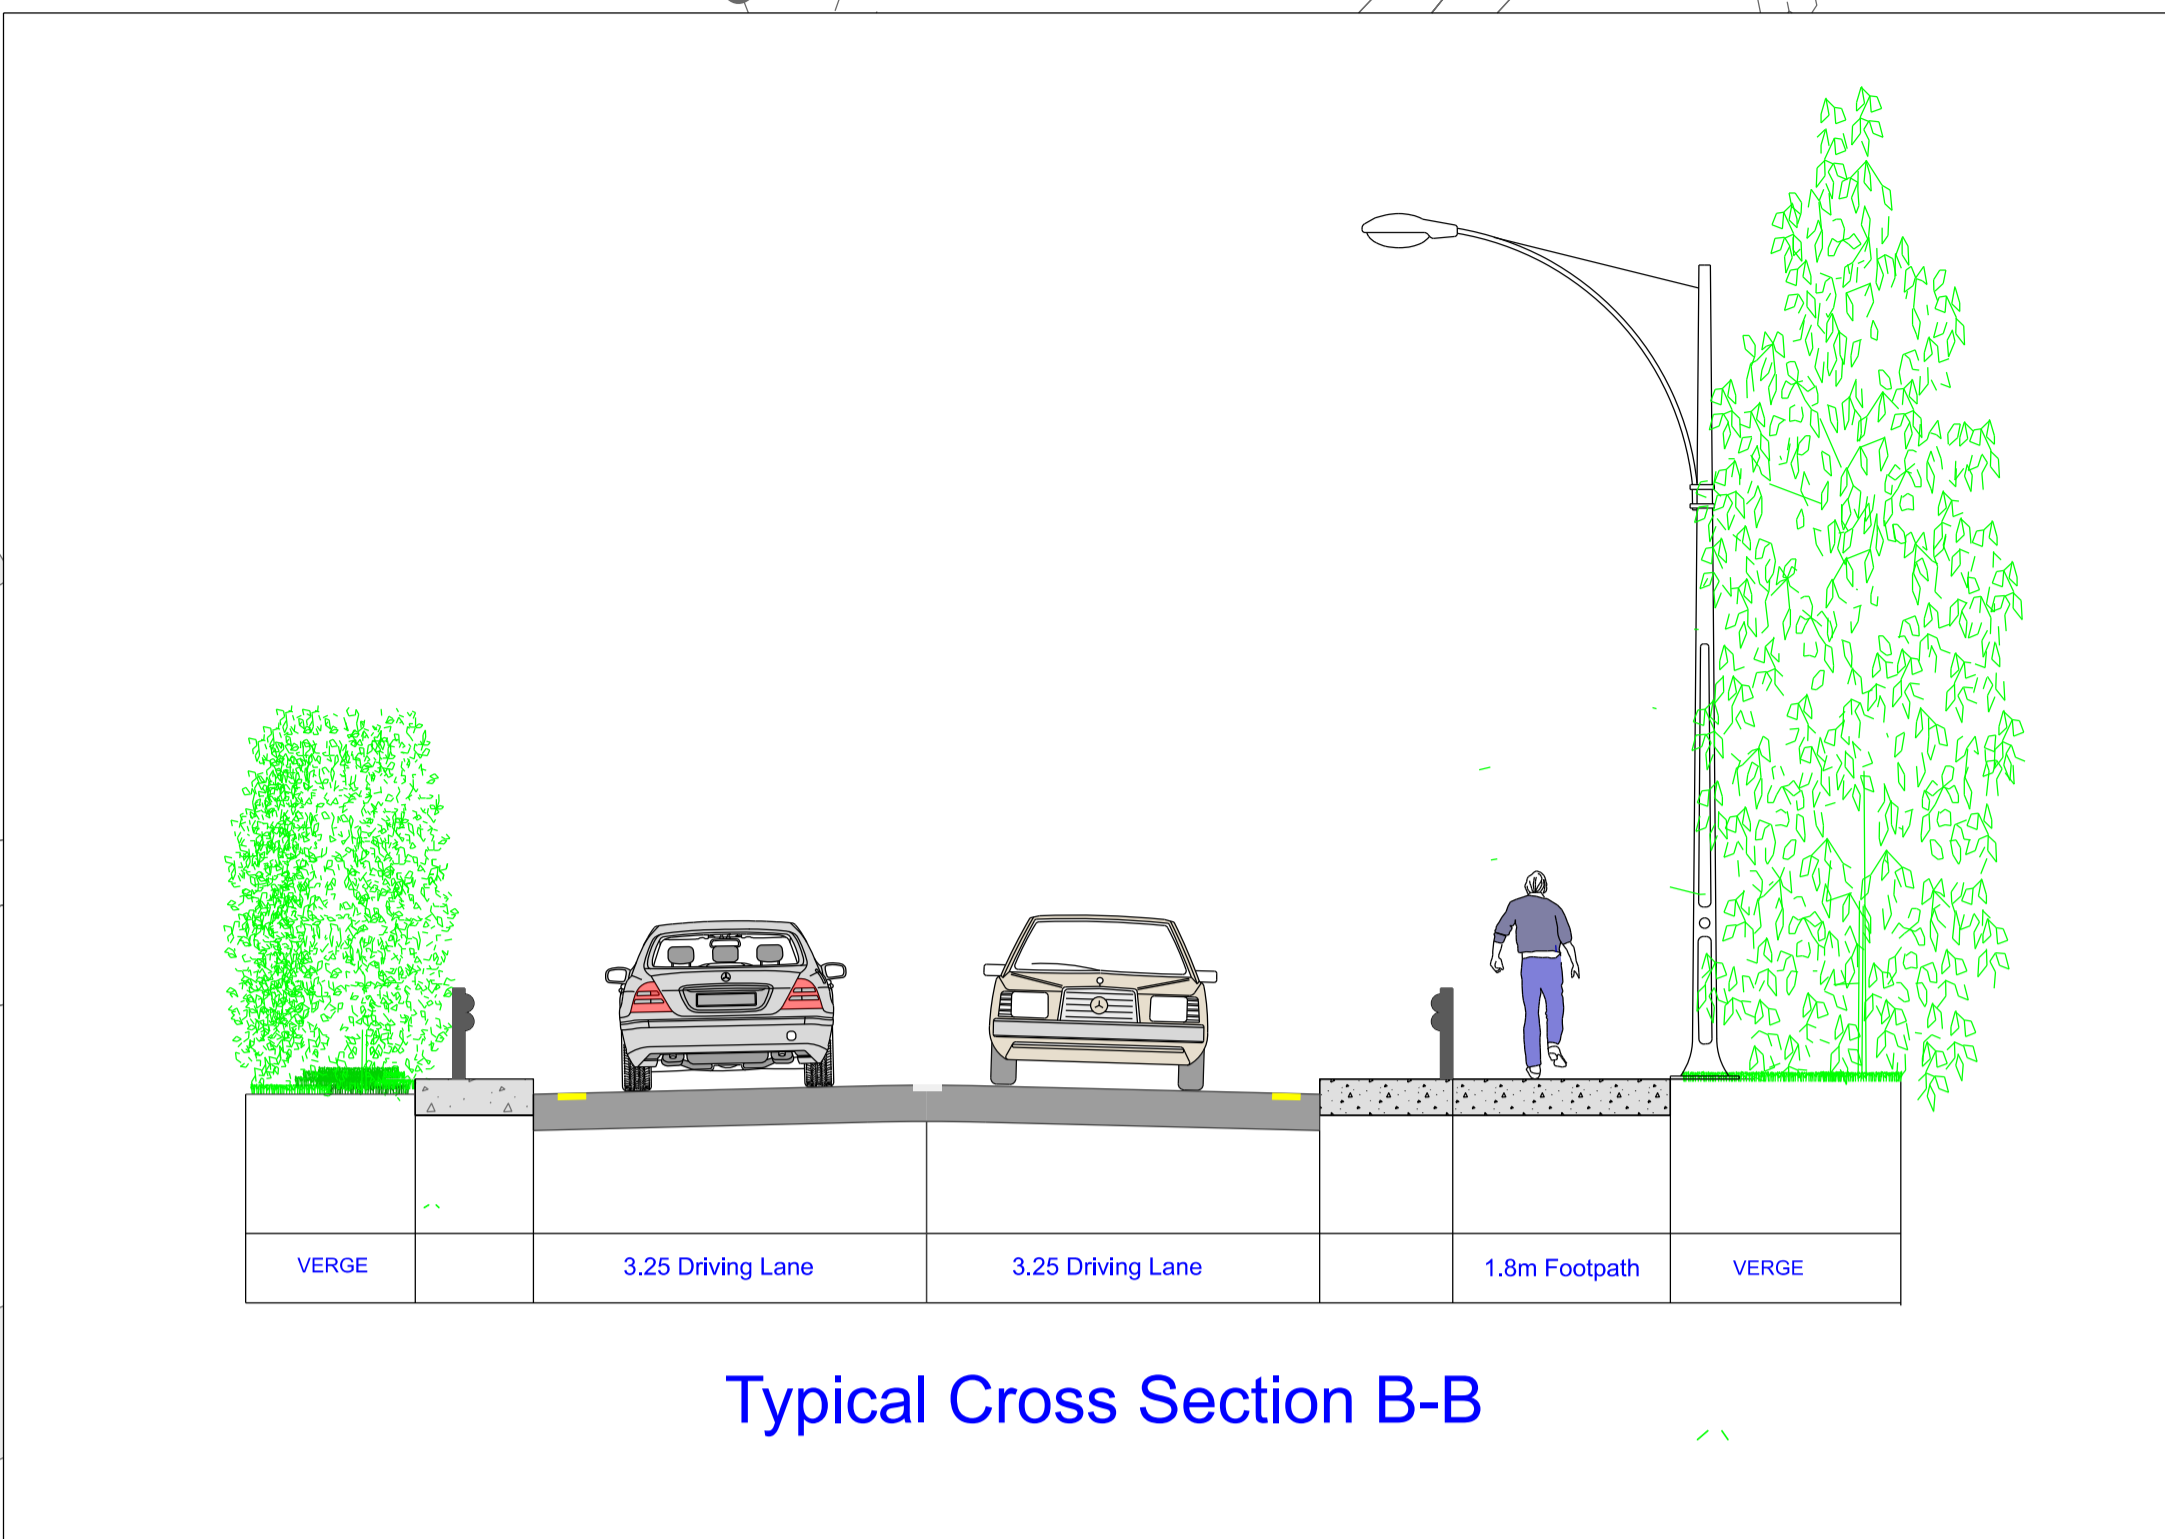 VERGE
3.25 Driving Lane
3.25 Driving Lane
1.8m Footpath
VERGE
Typical Cross Section B-B